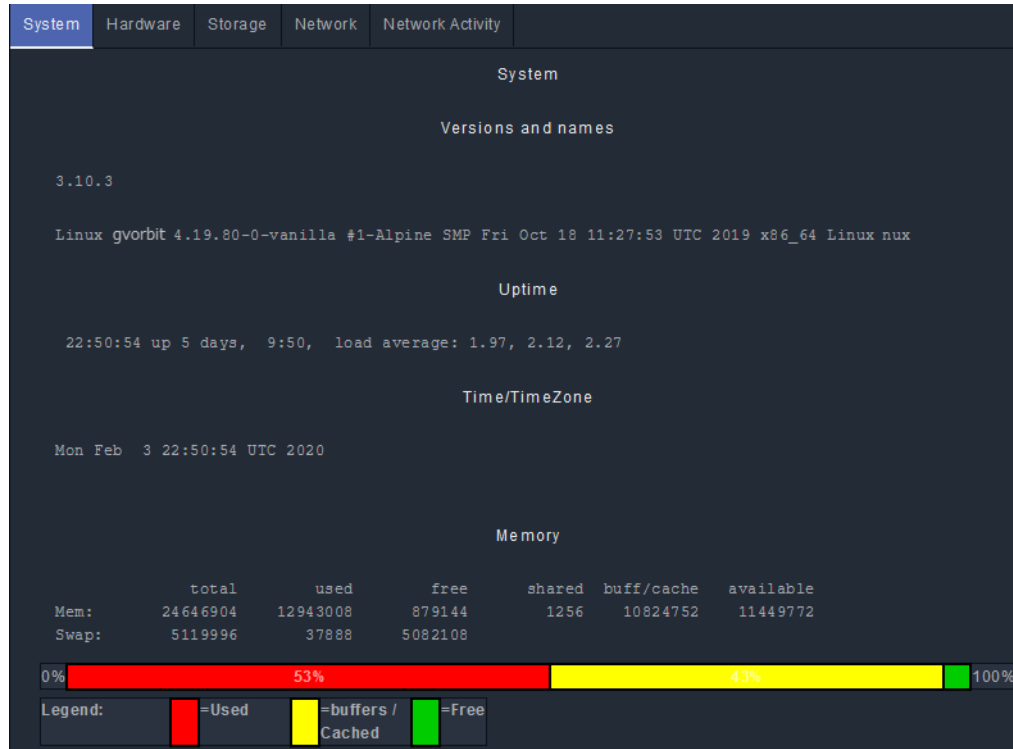 System Hardware Storage Network Network Activity
System
Versions and names
3.10.3
Linux gvorbit 4.19.80-0-vanilla #1-Alpine SMP Fri Oct 18 11:27:53 UTC 2019 x86_64 Linux nux
Uptime
22:50:54 up 5 days,  9:50,  load average: 1.97, 2.12, 2.27
Time/TimeZone
Mon Feb  3 22:50:54 UTC 2020
Memory
total used free shared buff/cache available
Mem: 24646904 12943008 879144 1256 10824752 11449772
Swap: 5119996 37888 5082108
0% 53% 43% 100%
Legend: =Used =buffers / =Free
Cached